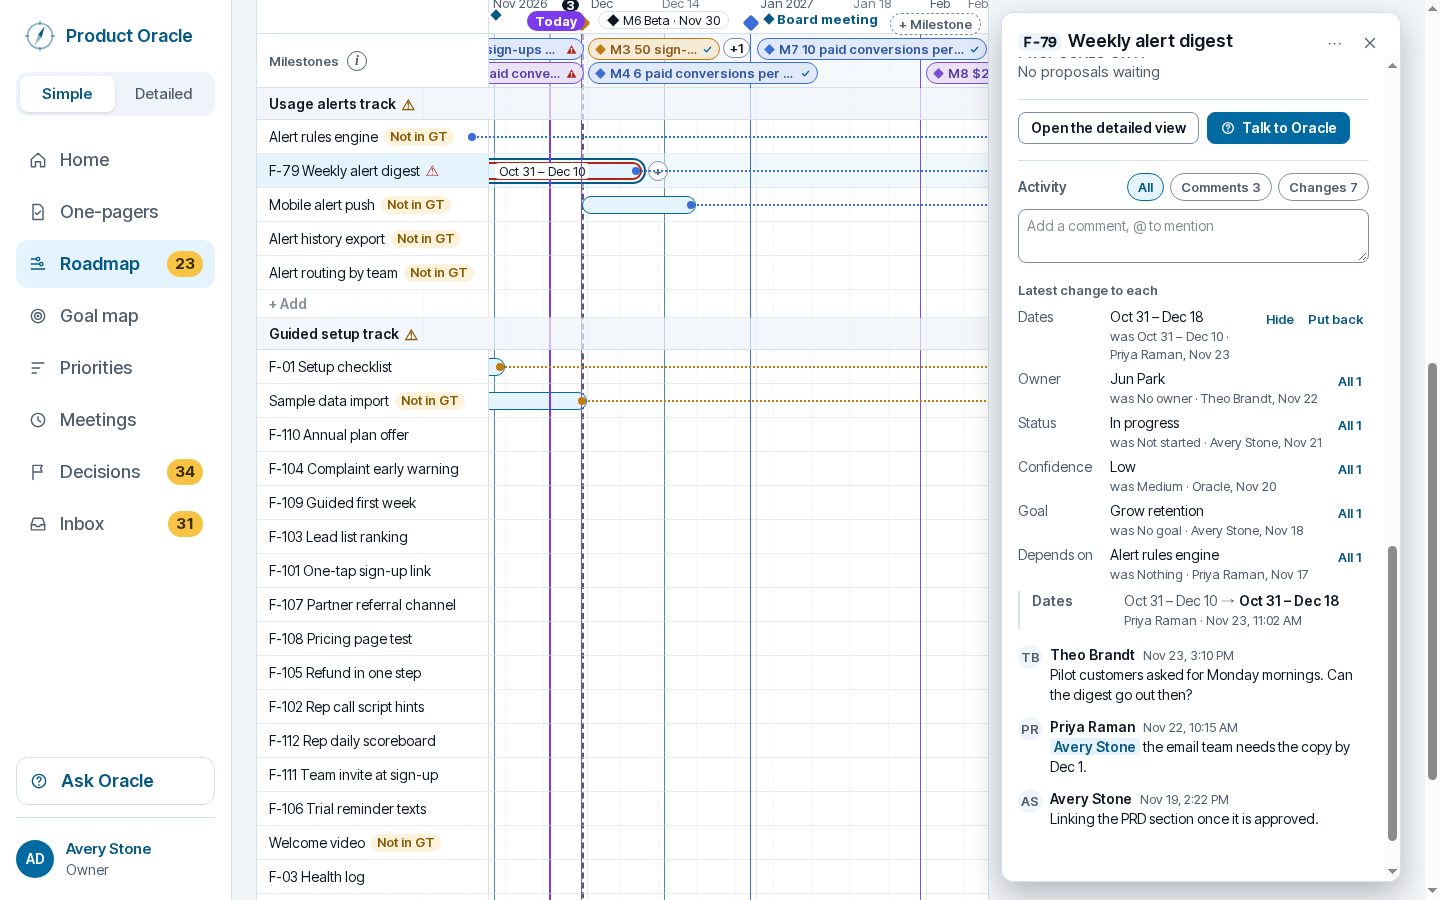 Product Oracle
Simple
Detailed
Home
One-pagers
Roadmap 23
Goal map
Priorities
Meetings
Decisions 34
Inbox 31
Ask Oracle
AD
Avery Stone
Owner
Nov 2026
3
Dec
Dec 14
Jan 2027
Jan 18
Feb
Feb
Today
M6 Beta · Nov 30
Board meeting
+ Milestone
Milestones i
sign-ups ...
M3 50 sign-...
+1
M7 10 paid conversions per...
aid conve...
M4 6 paid conversions per ...
M8 $2
Usage alerts track
Alert rules engine Not in GT
F-79 Weekly alert digest
Oct 31 – Dec 10
Mobile alert push Not in GT
Alert history export Not in GT
Alert routing by team Not in GT
+ Add
Guided setup track
F-01 Setup checklist
Sample data import Not in GT
F-110 Annual plan offer
F-104 Complaint early warning
F-109 Guided first week
F-103 Lead list ranking
F-101 One-tap sign-up link
F-107 Partner referral channel
F-108 Pricing page test
F-105 Refund in one step
F-102 Rep call script hints
F-112 Rep daily scoreboard
F-111 Team invite at sign-up
F-106 Trial reminder texts
Welcome video Not in GT
F-03 Health log
F-79 Weekly alert digest
No proposals waiting
Open the detailed view
Talk to Oracle
Activity
All
Comments 3
Changes 7
Add a comment, @ to mention
Latest change to each
Dates Oct 31 – Dec 18 Hide Put back
was Oct 31 – Dec 10 ·
Priya Raman, Nov 23
Owner Jun Park All 1
was No owner · Theo Brandt, Nov 22
Status In progress All 1
was Not started · Avery Stone, Nov 21
Confidence Low All 1
was Medium · Oracle, Nov 20
Goal Grow retention All 1
was No goal · Avery Stone, Nov 18
Depends on Alert rules engine All 1
was Nothing · Priya Raman, Nov 17
Dates Oct 31 – Dec 10 → Oct 31 – Dec 18
Priya Raman · Nov 23, 11:02 AM
TB Theo Brandt Nov 23, 3:10 PM
Pilot customers asked for Monday mornings. Can
the digest go out then?
PR Priya Raman Nov 22, 10:15 AM
Avery Stone the email team needs the copy by
Dec 1.
AS Avery Stone Nov 19, 2:22 PM
Linking the PRD section once it is approved.